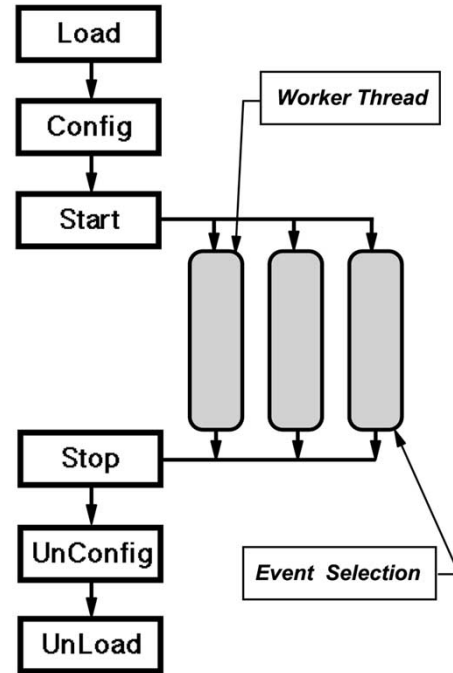 Load
Worker Thread
Config
Start
Stop
UnConfig
Event Selection
UnLoad